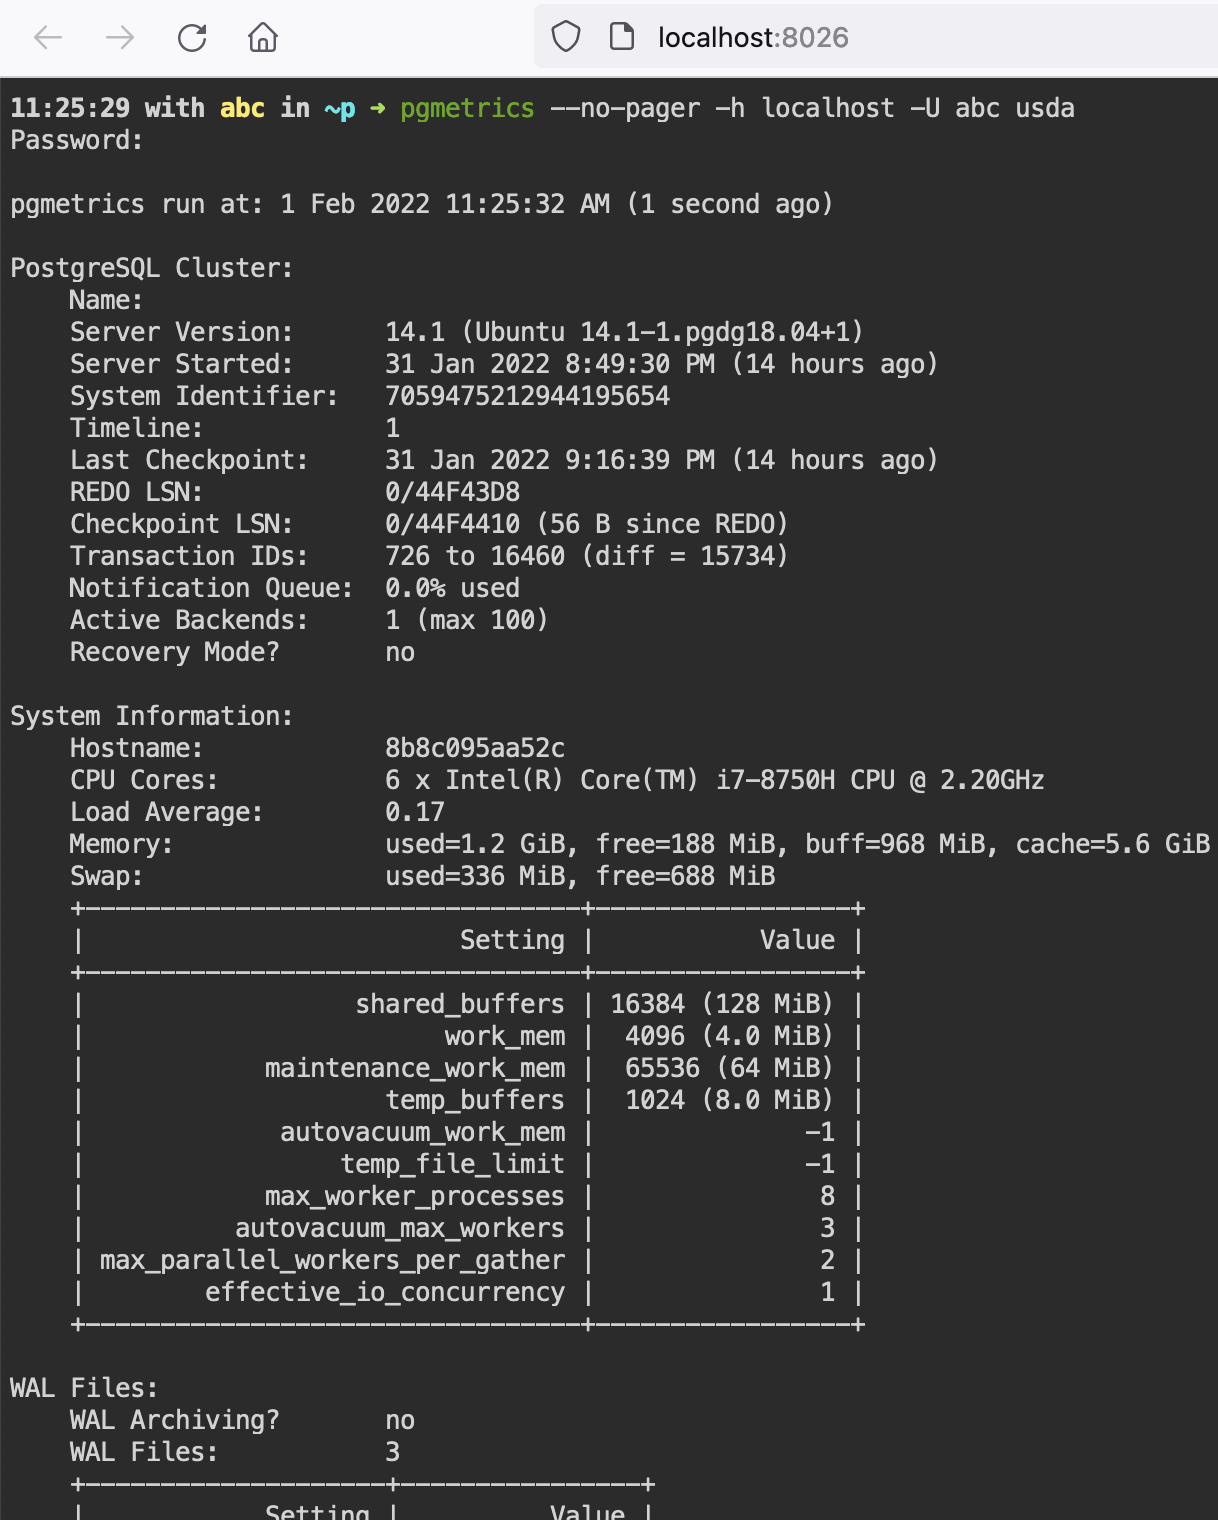 localhost:8026
11:25:29 with abc in ~p ➜ pgmetrics --no-pager -h localhost -U abc usda
Password:
pgmetrics run at: 1 Feb 2022 11:25:32 AM (1 second ago)
PostgreSQL Cluster:
    Name:
    Server Version:      14.1 (Ubuntu 14.1-1.pgdg18.04+1)
    Server Started:      31 Jan 2022 8:49:30 PM (14 hours ago)
    System Identifier:   7059475212944195654
    Timeline:            1
    Last Checkpoint:     31 Jan 2022 9:16:39 PM (14 hours ago)
    REDO LSN:            0/44F43D8
    Checkpoint LSN:      0/44F4410 (56 B since REDO)
    Transaction IDs:     726 to 16460 (diff = 15734)
    Notification Queue:  0.0% used
    Active Backends:     1 (max 100)
    Recovery Mode?       no
System Information:
    Hostname:            8b8c095aa52c
    CPU Cores:           6 x Intel(R) Core(TM) i7-8750H CPU @ 2.20GHz
    Load Average:        0.17
    Memory:              used=1.2 GiB, free=188 MiB, buff=968 MiB, cache=5.6 GiB
    Swap:                used=336 MiB, free=688 MiB
    +---------------------------------+-----------------+
    |                         Setting |           Value |
    +---------------------------------+-----------------+
    |                  shared_buffers | 16384 (128 MiB) |
    |                        work_mem |  4096 (4.0 MiB) |
    |            maintenance_work_mem |  65536 (64 MiB) |
    |                    temp_buffers |  1024 (8.0 MiB) |
    |             autovacuum_work_mem |              -1 |
    |                 temp_file_limit |              -1 |
    |            max_worker_processes |               8 |
    |          autovacuum_max_workers |               3 |
    | max_parallel_workers_per_gather |               2 |
    |        effective_io_concurrency |               1 |
    +---------------------------------+-----------------+
WAL Files:
    WAL Archiving?       no
    WAL Files:           3
    +--------------------+----------------+
    |            Setting |          Value |